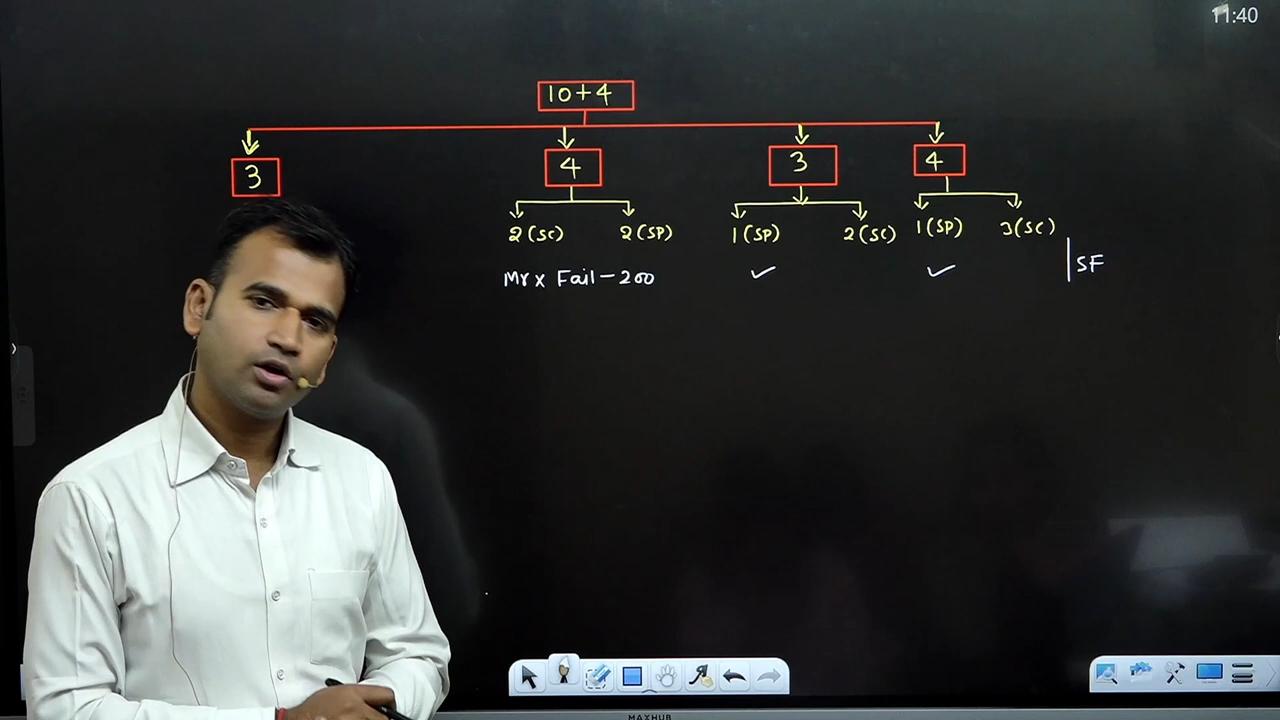 11:40
10+4
3 4 3 4
2(SC) 2(SP) 1(SP) 2(SC) 1(SP) 3(SC)
Mr x Fail-200 ✓ ✓ SF
MAXHUB